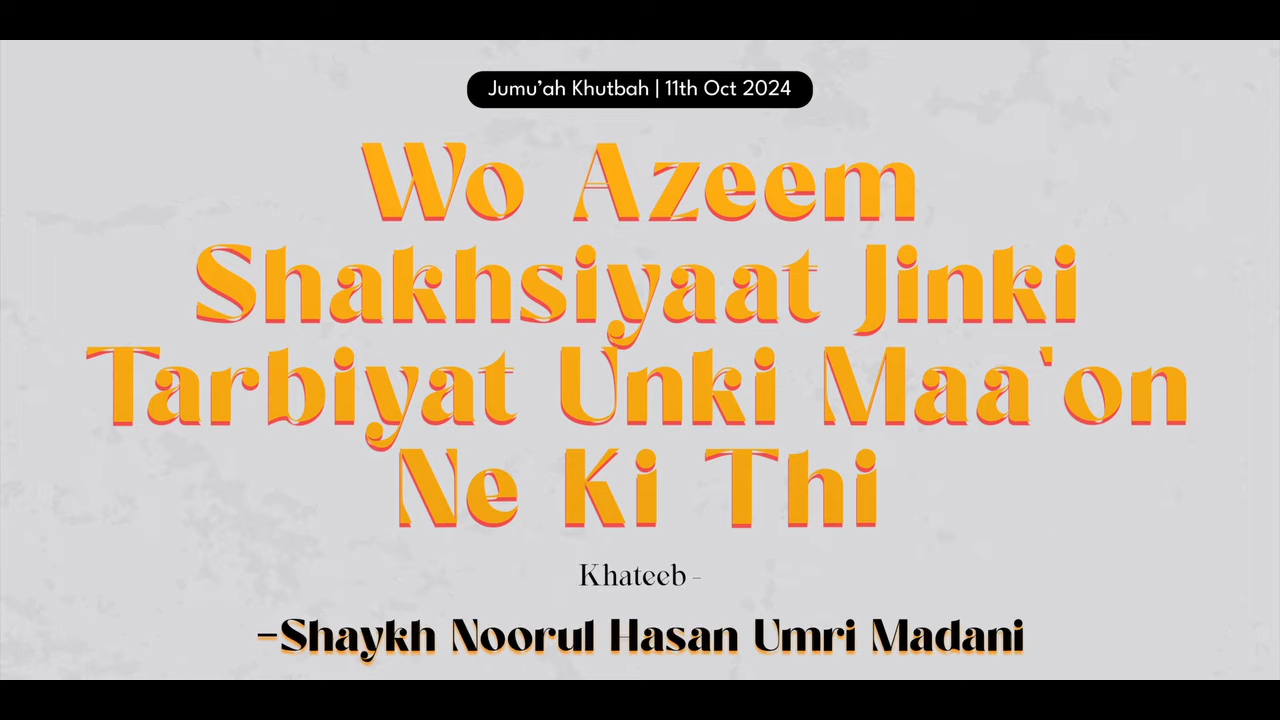 Jumu’ah Khutbah | 11th Oct 2024
Wo Azeem
Shakhsiyaat Jinki
Tarbiyat Unki Maa'on
Ne Ki Thi
Khateeb -
-Shaykh Noorul Hasan Umri Madani